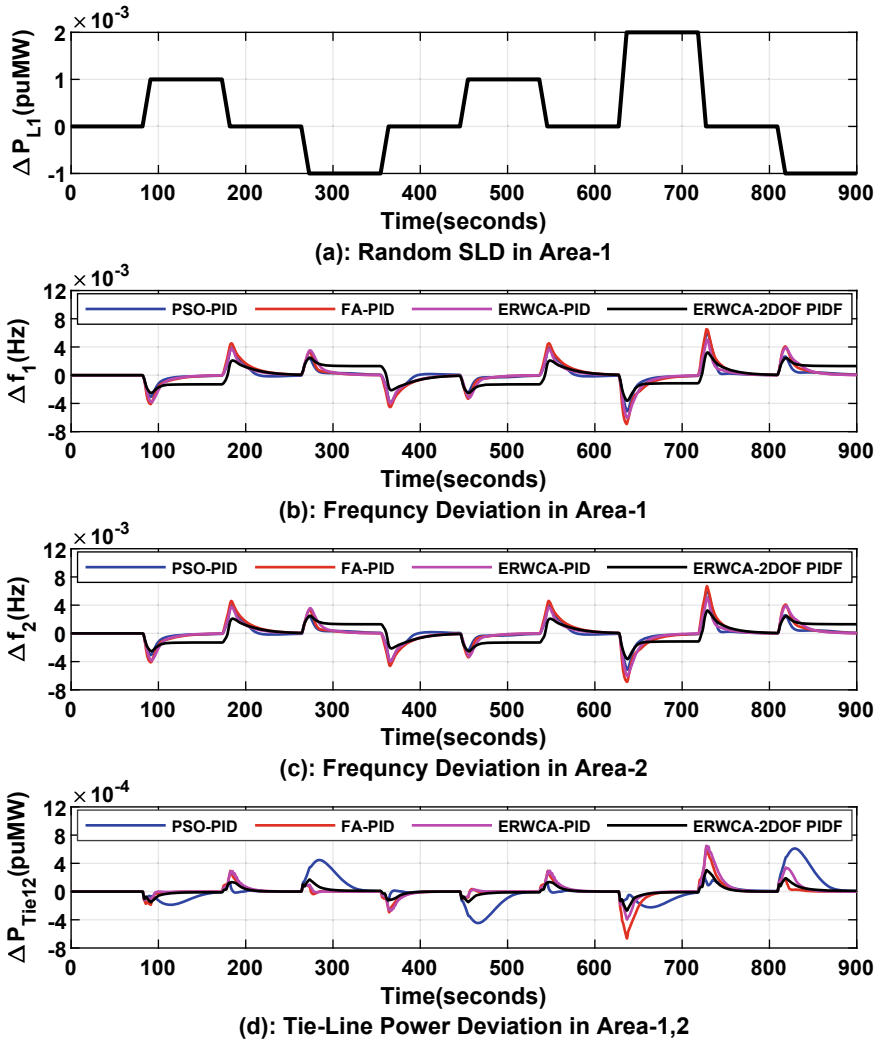 × 10⁻³
2
1
0
-1
Δ P_L1(puMW)
0 100 200 300 400 500 600 700 800 900
Time(seconds)
(a): Random SLD in Area-1
× 10⁻³
12
8
4
0
-4
-8
Δ f_1(Hz)
PSO-PID FA-PID ERWCA-PID ERWCA-2DOF PIDF
0 100 200 300 400 500 600 700 800 900
Time(seconds)
(b): Frequncy Deviation in Area-1
× 10⁻³
12
8
4
0
-4
-8
Δ f_2(Hz)
PSO-PID FA-PID ERWCA-PID ERWCA-2DOF PIDF
0 100 200 300 400 500 600 700 800 900
Time(seconds)
(c): Frequncy Deviation in Area-2
× 10⁻⁴
12
8
4
0
-4
-8
Δ P_Tie12(puMW)
PSO-PID FA-PID ERWCA-PID ERWCA-2DOF PIDF
0 100 200 300 400 500 600 700 800 900
Time(seconds)
(d): Tie-Line Power Deviation in Area-1,2